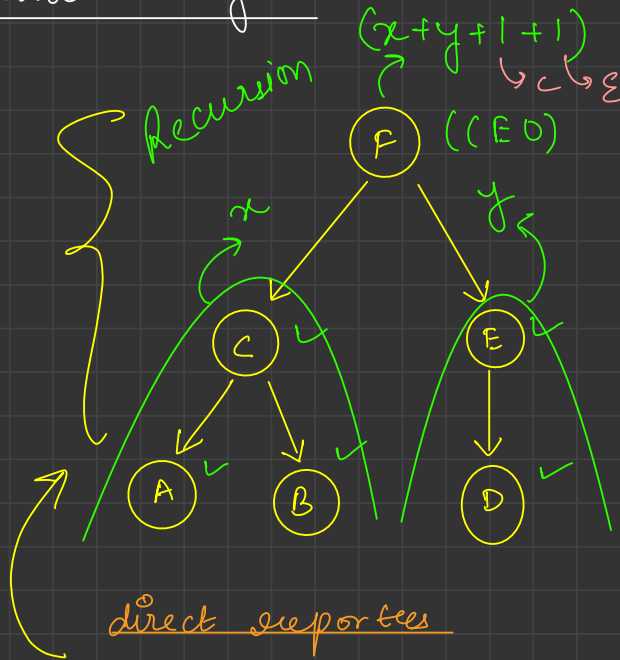 (x+y+1+1)
C E
Recursion
F (CEO)
x y
C E
A B D
direct reportees